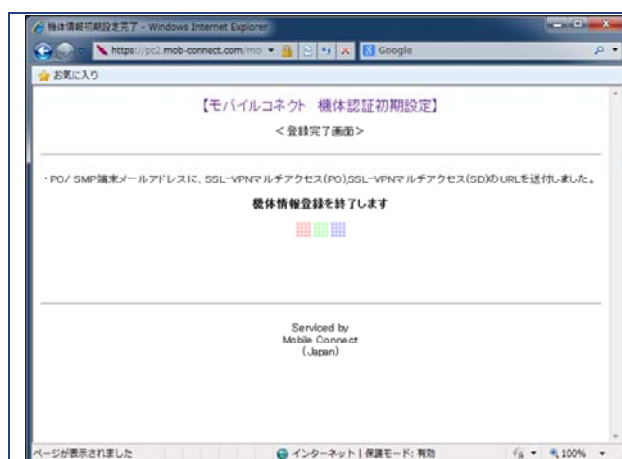 機体情報初期設定完了 - Windows Internet Explorer
https://pc2.mob-connect.com/mo
Google
お気に入り
【モバイルコネクト 機体認証初期設定】
<登録完了画面>
・PO/ SMP端末メールアドレスに、SSL-VPNマルチアクセス(PO),SSL-VPNマルチアクセス(SD)のURLを送付しました。
機体情報登録を終了します
Serviced by
Mobile Connect
(Japan)
ページが表示されました
インターネット | 保護モード: 有効
100%